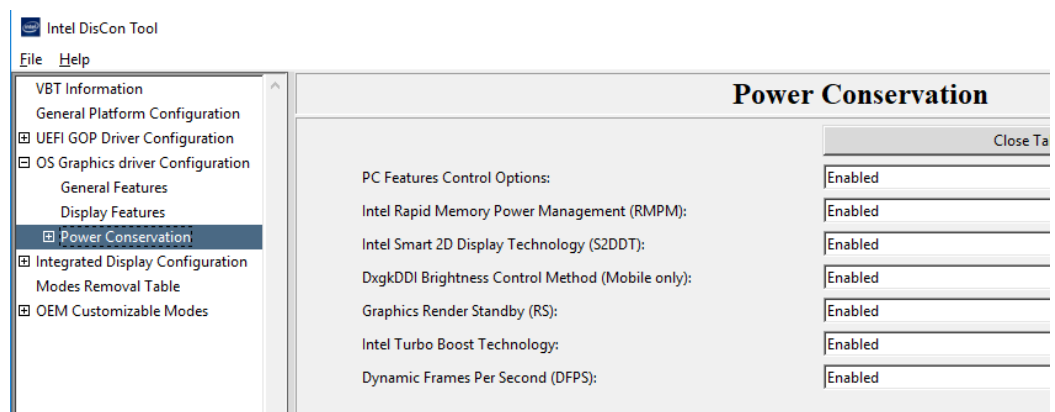 Intel DisCon Tool
File Help
VBT Information
General Platform Configuration
UEFI GOP Driver Configuration
OS Graphics driver Configuration
General Features
Display Features
Power Conservation
Integrated Display Configuration
Modes Removal Table
OEM Customizable Modes
Power Conservation
Close Ta
PC Features Control Options: Enabled
Intel Rapid Memory Power Management (RMPM): Enabled
Intel Smart 2D Display Technology (S2DDT): Enabled
DxgkDDI Brightness Control Method (Mobile only): Enabled
Graphics Render Standby (RS): Enabled
Intel Turbo Boost Technology: Enabled
Dynamic Frames Per Second (DFPS): Enabled